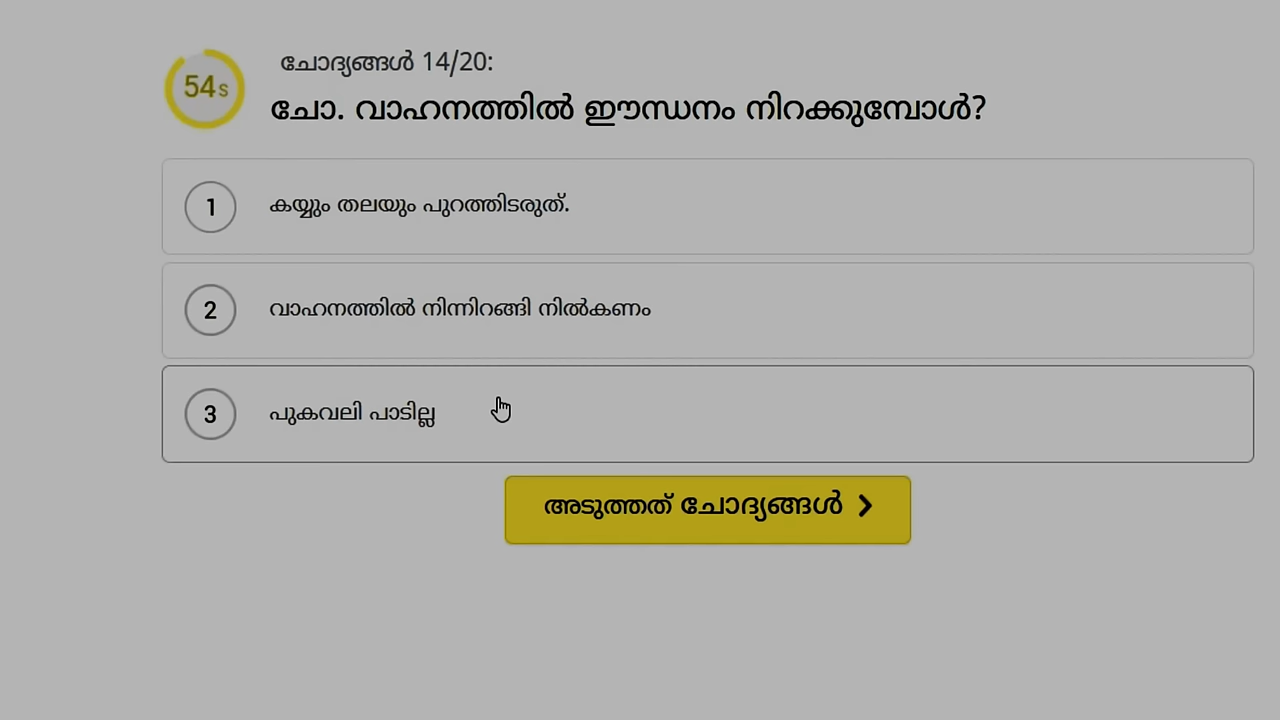 54s
ചോദ്യങ്ങൾ 14/20:
ചോ. വാഹനത്തിൽ ഈന്ധനം നിറക്കുമ്പോൾ?
1
കയ്യും തലയും പുറത്തിടരുത്.
2
വാഹനത്തിൽ നിന്നിറങ്ങി നിൽകണം
3
പുകവലി പാടില്ല
അടുത്തത് ചോദ്യങ്ങൾ